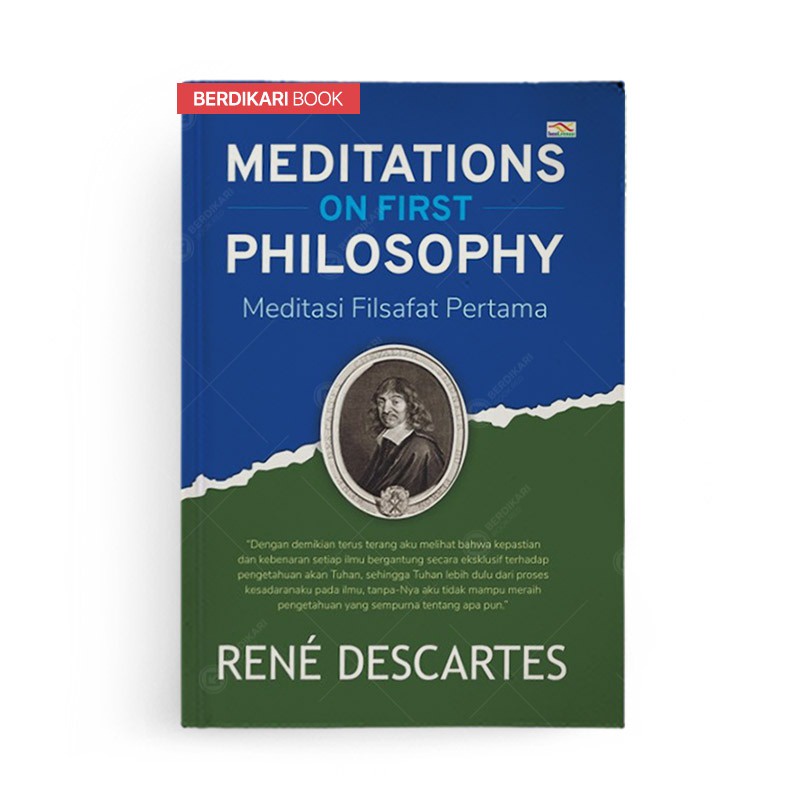 BERDIKARI BOOK
MEDITATIONS
ON FIRST
PHILOSOPHY
Meditasi Filsafat Pertama
"Dengan demikian terus terang aku melihat bahwa kepastian
dan kebenaran setiap ilmu bergantung secara eksklusif terhadap
pengetahuan akan Tuhan, sehingga Tuhan lebih dulu dari proses
kesadaranaku pada ilmu, tanpa-Nya aku tidak mampu meraih
pengetahuan yang sempurna tentang apa pun."
RENÉ DESCARTES